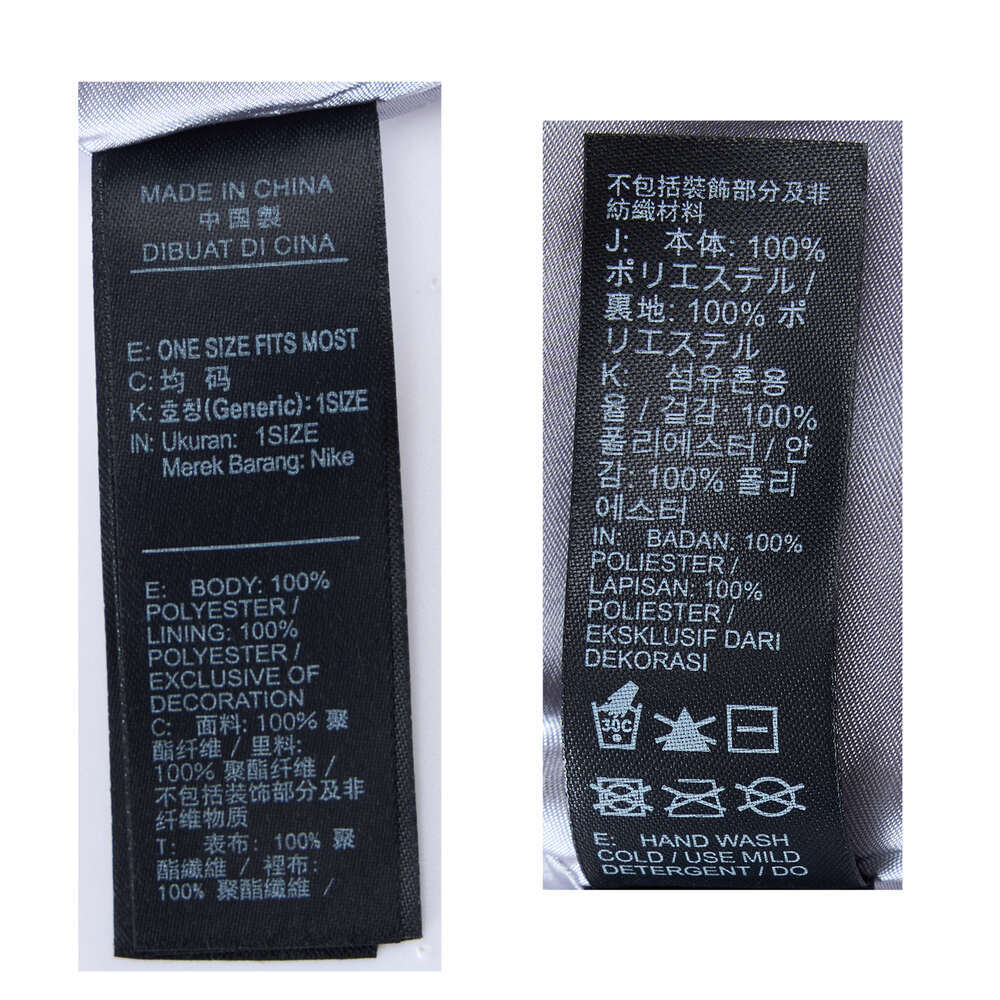 MADE IN CHINA
中国製
DIBUAT DI CINA
E: ONE SIZE FITS MOST
C: 均 码
K: 호칭(Generic): 1SIZE
IN: Ukuran: 1SIZE
Merek Barang: Nike
E: BODY: 100%
POLYESTER /
LINING: 100%
POLYESTER /
EXCLUSIVE OF
DECORATION
C: 面料: 100% 聚
酯纤维 / 里料:
100% 聚酯纤维 /
不包括装饰部分及非
纤维物质
T: 表布: 100% 聚
酯纖維 / 裡布:
100% 聚酯纖維 /
不包括裝飾部分及非
紡織材料
J: 本体: 100%
ポリエステル /
裏地: 100% ポ
リエステル
K: 섬유혼용
율 / 겉감: 100%
폴리에스터 / 안
감: 100% 폴리
에스터
IN: BADAN: 100%
POLIESTER /
LAPISAN: 100%
POLIESTER /
EKSKLUSIF DARI
DEKORASI
30C
E: HAND WASH
COLD / USE MILD
DETERGENT / DO